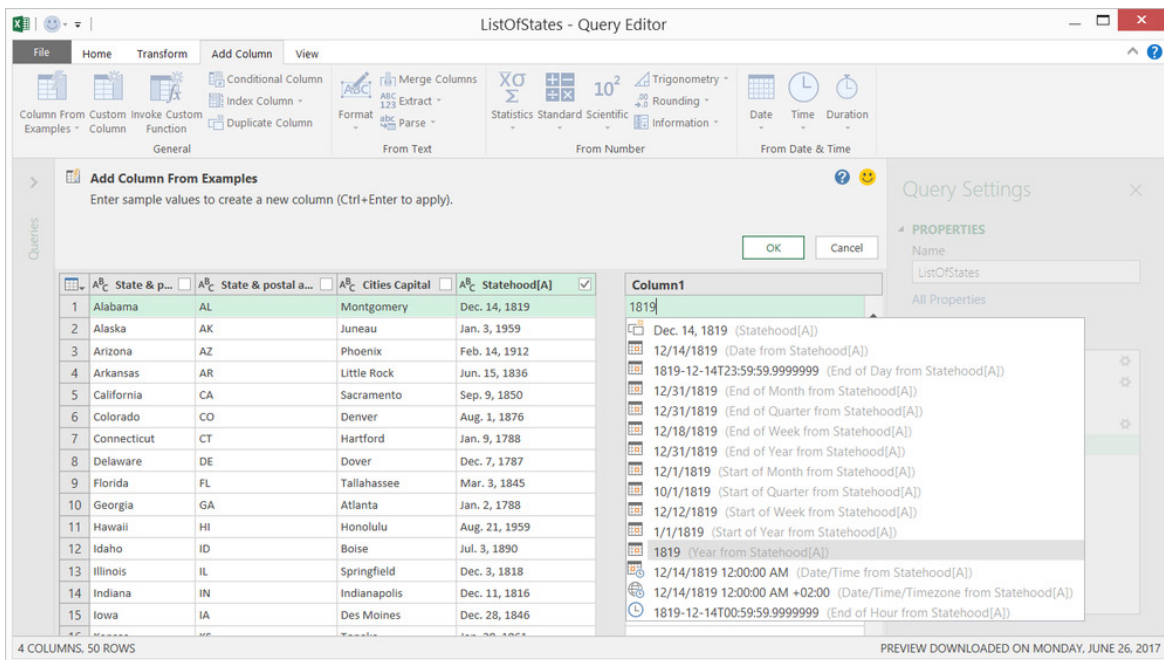 ListOfStates - Query Editor
File Home Transform Add Column View
Column From Examples
Custom Column
Invoke Custom Function
Conditional Column
Index Column
Duplicate Column
General
ABC
Format
Merge Columns
ABC 123 Extract
abc Parse
From Text
XΟƒ Ξ£
Statistics
Standard
10²
Scientific
Trigonometry
.00 Rounding
Information
From Number
Date
Time
Duration
From Date & Time
Queries
Add Column From Examples
Enter sample values to create a new column (Ctrl+Enter to apply).
OK Cancel
Query Settings
PROPERTIES
Name
ListOfStates
All Properties
ABC State & p... ABC State & postal a... ABC Cities Capital ABC Statehood[A]
1 Alabama AL Montgomery Dec. 14, 1819
2 Alaska AK Juneau Jan. 3, 1959
3 Arizona AZ Phoenix Feb. 14, 1912
4 Arkansas AR Little Rock Jun. 15, 1836
5 California CA Sacramento Sep. 9, 1850
6 Colorado CO Denver Aug. 1, 1876
7 Connecticut CT Hartford Jan. 9, 1788
8 Delaware DE Dover Dec. 7, 1787
9 Florida FL Tallahassee Mar. 3, 1845
10 Georgia GA Atlanta Jan. 2, 1788
11 Hawaii HI Honolulu Aug. 21, 1959
12 Idaho ID Boise Jul. 3, 1890
13 Illinois IL Springfield Dec. 3, 1818
14 Indiana IN Indianapolis Dec. 11, 1816
15 Iowa IA Des Moines Dec. 28, 1846
Column1
1819
Dec. 14, 1819 (Statehood[A])
12/14/1819 (Date from Statehood[A])
1819-12-14T23:59:59.9999999 (End of Day from Statehood[A])
12/31/1819 (End of Month from Statehood[A])
12/31/1819 (End of Quarter from Statehood[A])
12/18/1819 (End of Week from Statehood[A])
12/31/1819 (End of Year from Statehood[A])
12/1/1819 (Start of Month from Statehood[A])
10/1/1819 (Start of Quarter from Statehood[A])
12/12/1819 (Start of Week from Statehood[A])
1/1/1819 (Start of Year from Statehood[A])
1819 (Year from Statehood[A])
12/14/1819 12:00:00 AM (Date/Time from Statehood[A])
12/14/1819 12:00:00 AM +02:00 (Date/Time/Timezone from Statehood[A])
1819-12-14T00:59:59.9999999 (End of Hour from Statehood[A])
4 COLUMNS, 50 ROWS
PREVIEW DOWNLOADED ON MONDAY, JUNE 26, 2017